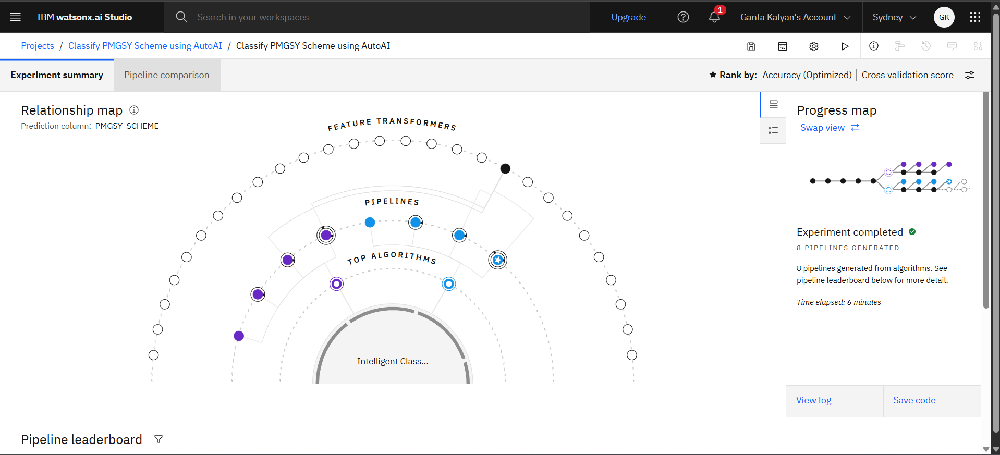 IBM watsonx.ai Studio
Search in your workspaces
Upgrade
1
Ganta Kalyan's Account
Sydney
GK
Projects / Classify PMGSY Scheme using AutoAI / Classify PMGSY Scheme using AutoAI
Experiment summary
Pipeline comparison
Rank by: Accuracy (Optimized) | Cross validation score
Relationship map
Prediction column: PMGSY_SCHEME
FEATURE TRANSFORMERS
PIPELINES
TOP ALGORITHMS
Intelligent Class...
Progress map
Swap view
Experiment completed
8 PIPELINES GENERATED
8 pipelines generated from algorithms. See
pipeline leaderboard below for more detail.
Time elapsed: 6 minutes
View log
Save code
Pipeline leaderboard